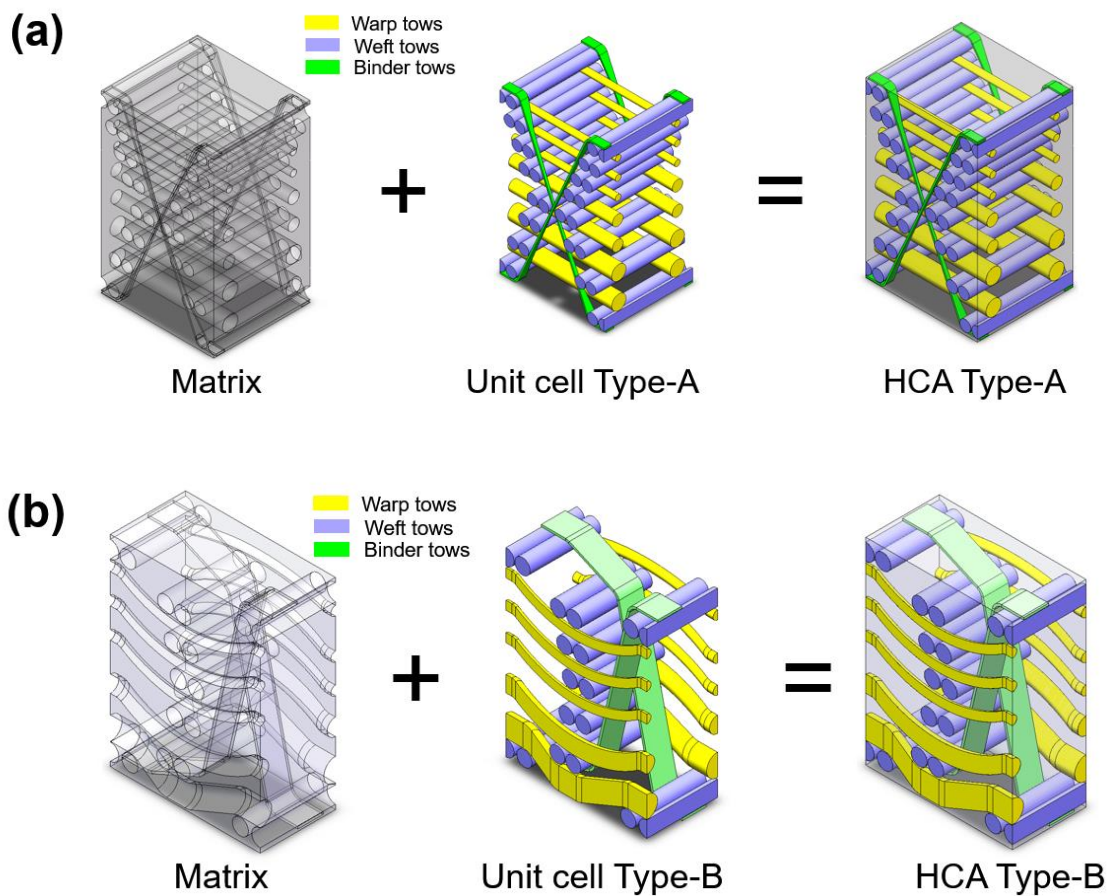 (a)
Warp tows
Weft tows
Binder tows
+
=
Matrix
Unit cell Type-A
HCA Type-A
(b)
Warp tows
Weft tows
Binder tows
+
=
Matrix
Unit cell Type-B
HCA Type-B